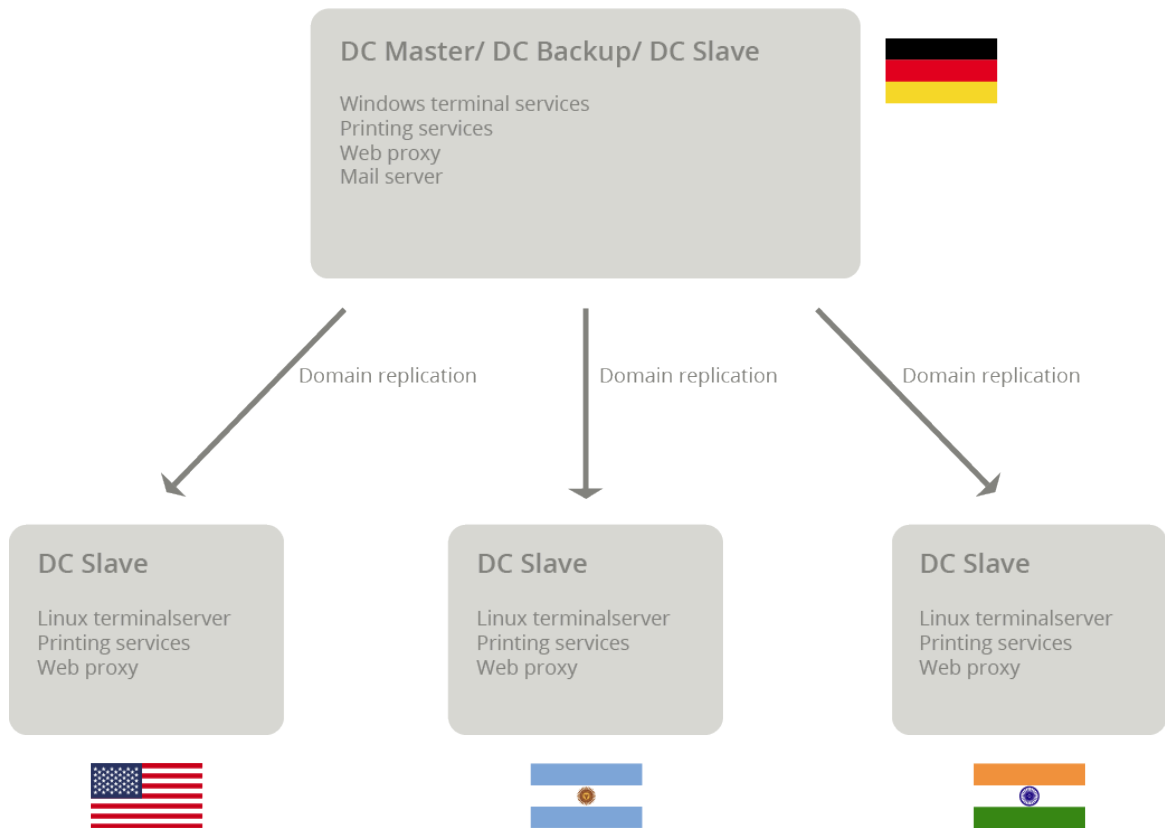 DC Master/ DC Backup/ DC Slave
Windows terminal services
Printing services
Web proxy
Mail server
Domain replication
Domain replication
Domain replication
DC Slave
Linux terminalserver
Printing services
Web proxy
DC Slave
Linux terminalserver
Printing services
Web proxy
DC Slave
Linux terminalserver
Printing services
Web proxy